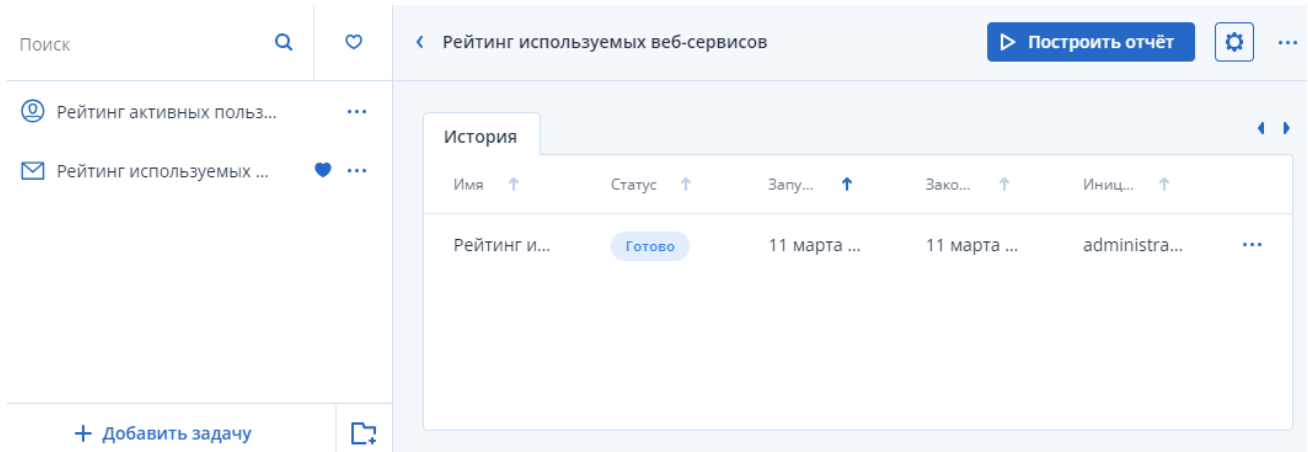 Поиск
Рейтинг активных польз...
Рейтинг используемых ...
+ Добавить задачу
Рейтинг используемых веб-сервисов
Построить отчёт
...
История
Имя Статус Запу... Зако... Иниц...
Рейтинг и... Готово 11 марта ... 11 марта ... administra...